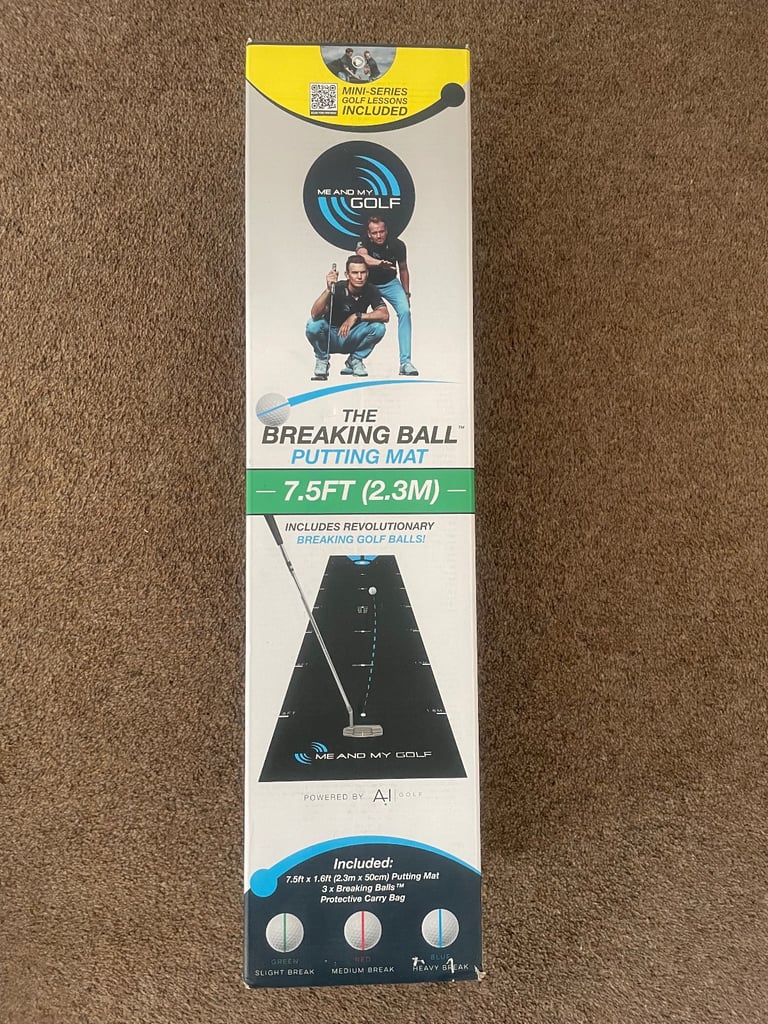 MINI-SERIES
GOLF LESSONS
INCLUDED
ME AND MY
GOLF
THE
BREAKING BALL™
PUTTING MAT
— 7.5FT (2.3M) —
INCLUDES REVOLUTIONARY
BREAKING GOLF BALLS!
ME AND MY GOLF
POWERED BY AI | GOLF
Included:
7.5ft x 1.6ft (2.3m x 50cm) Putting Mat
3 x Breaking Balls™
Protective Carry Bag
GREEN
SLIGHT BREAK
RED
MEDIUM BREAK
BLUE
HEAVY BREAK